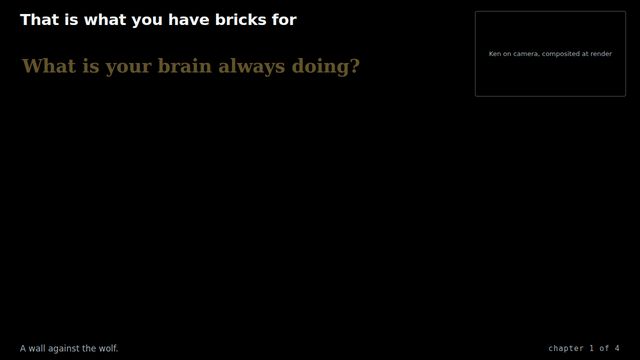 That is what you have bricks for
Ken on camera, composited at render
What is your brain always doing?
A wall against the wolf.
chapter 1 of 4